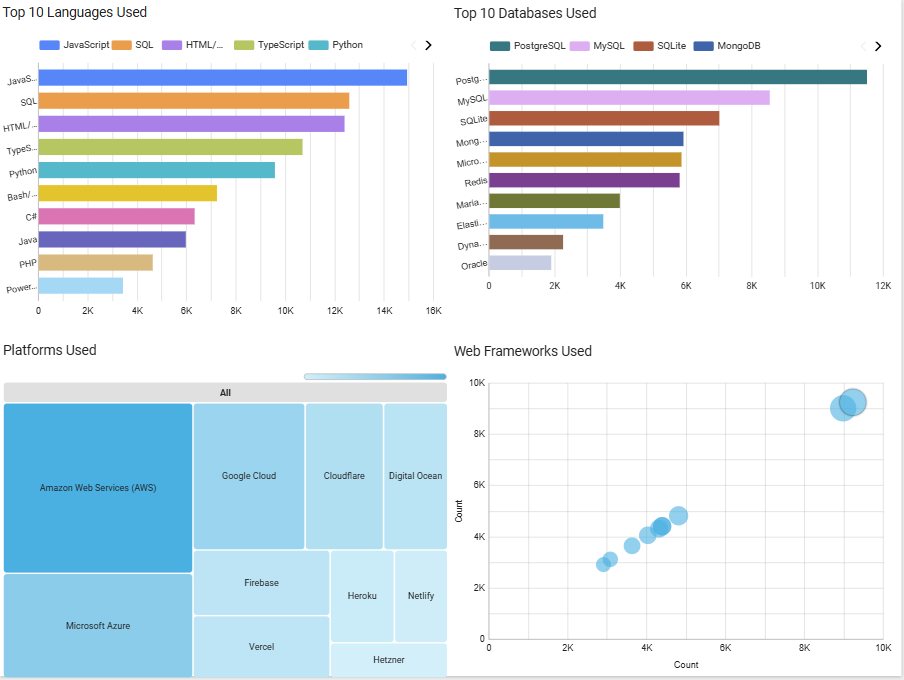 Top 10 Languages Used
JavaScript SQL HTML/... TypeScript Python
JavaS...
SQL
HTML/...
TypeS...
Python
Bash/...
C#
Java
PHP
Power...
0 2K 4K 6K 8K 10K 12K 14K 16K
Top 10 Databases Used
PostgreSQL MySQL SQLite MongoDB
Postg...
MySQL
SQLite
Mong...
Micro...
Redis
Maria...
Elasti...
Dyna...
Oracle
0 2K 4K 6K 8K 10K 12K
Platforms Used
All
Amazon Web Services (AWS)
Microsoft Azure
Google Cloud
Cloudflare
Digital Ocean
Firebase
Vercel
Heroku
Netlify
Hetzner
Web Frameworks Used
Count
10K
8K
6K
4K
2K
0
0 2K 4K 6K 8K 10K
Count